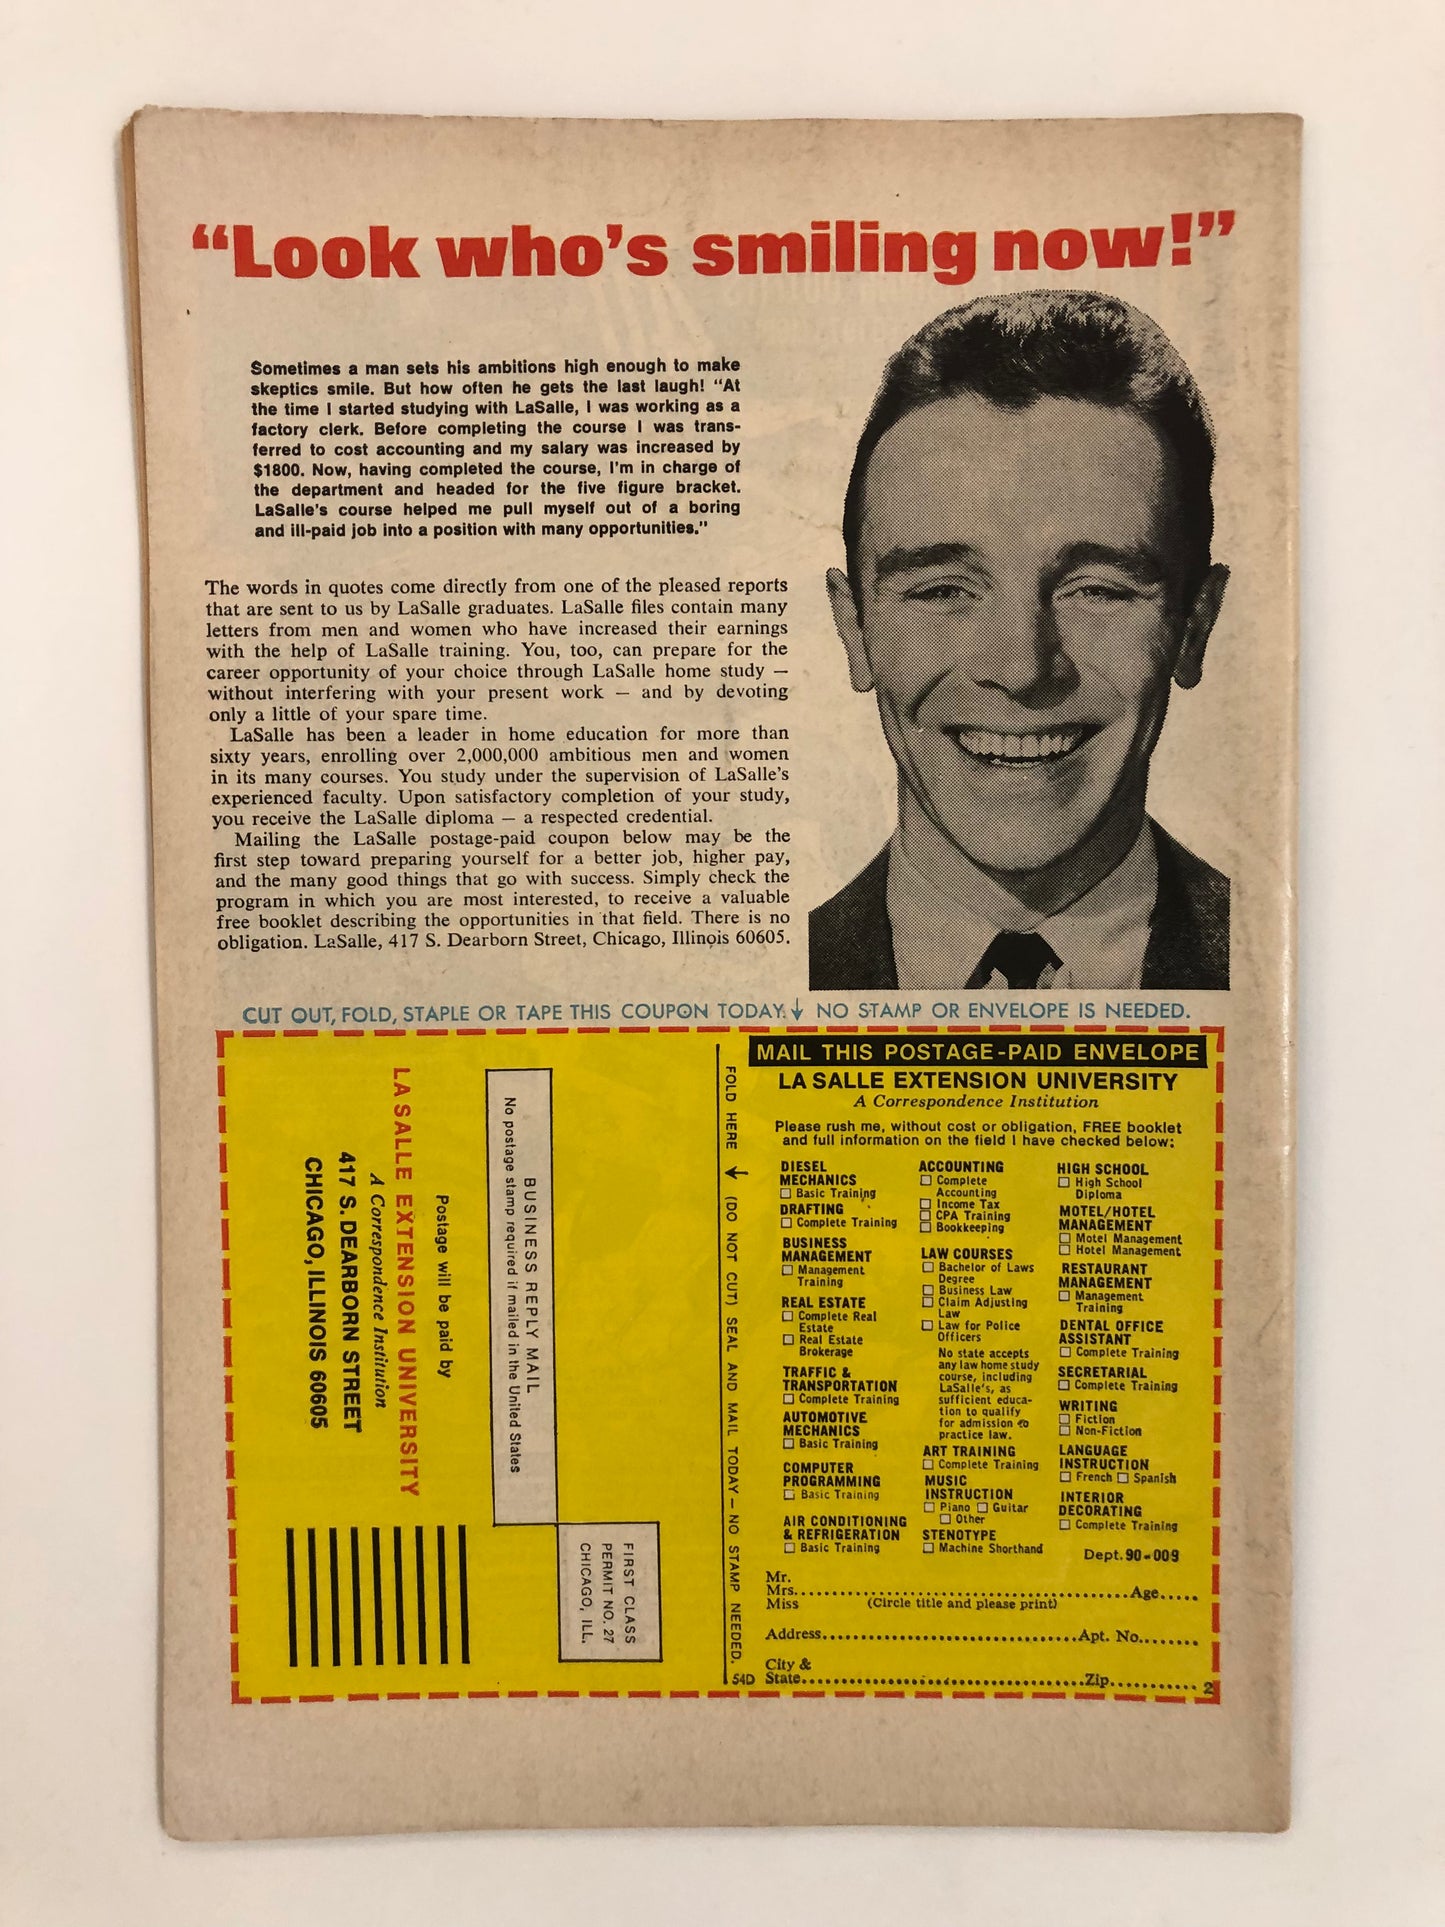 “Look who’s smiling now!”
Sometimes a man sets his ambitions high enough to make
skeptics smile. But how often he gets the last laugh! “At
the time I started studying with LaSalle, I was working as a
factory clerk. Before completing the course I was trans-
ferred to cost accounting and my salary was increased by
$1800. Now, having completed the course, I’m in charge of
the department and headed for the five figure bracket.
LaSalle’s course helped me pull myself out of a boring
and ill-paid job into a position with many opportunities.”
The words in quotes come directly from one of the pleased reports
that are sent to us by LaSalle graduates. LaSalle files contain many
letters from men and women who have increased their earnings
with the help of LaSalle training. You, too, can prepare for the
career opportunity of your choice through LaSalle home study —
without interfering with your present work — and by devoting
only a little of your spare time.
LaSalle has been a leader in home education for more than
sixty years, enrolling over 2,000,000 ambitious men and women
in its many courses. You study under the supervision of LaSalle’s
experienced faculty. Upon satisfactory completion of your study,
you receive the LaSalle diploma — a respected credential.
Mailing the LaSalle postage-paid coupon below may be the
first step toward preparing yourself for a better job, higher pay,
and the many good things that go with success. Simply check the
program in which you are most interested, to receive a valuable
free booklet describing the opportunities in that field. There is no
obligation. LaSalle, 417 S. Dearborn Street, Chicago, Illinois 60605.
CUT OUT, FOLD, STAPLE OR TAPE THIS COUPON TODAY. ↓ NO STAMP OR ENVELOPE IS NEEDED.
FIRST CLASS
PERMIT NO. 27
CHICAGO, ILL.
BUSINESS REPLY MAIL
No postage stamp required if mailed in the United States
Postage will be paid by
LA SALLE EXTENSION UNIVERSITY
A Correspondence Institution
417 S. DEARBORN STREET
CHICAGO, ILLINOIS 60605
FOLD HERE ↓ (DO NOT CUT) SEAL AND MAIL TODAY — NO STAMP NEEDED.
54D
MAIL THIS POSTAGE-PAID ENVELOPE
LA SALLE EXTENSION UNIVERSITY
A Correspondence Institution
Please rush me, without cost or obligation, FREE booklet
and full information on the field I have checked below:
DIESEL
MECHANICS
☐ Basic Training
DRAFTING
☐ Complete Training
BUSINESS
MANAGEMENT
☐ Management
Training
REAL ESTATE
☐ Complete Real
Estate
☐ Real Estate
Brokerage
TRAFFIC &
TRANSPORTATION
☐ Complete Training
AUTOMOTIVE
MECHANICS
☐ Basic Training
COMPUTER
PROGRAMMING
☐ Basic Training
AIR CONDITIONING
& REFRIGERATION
☐ Basic Training
ACCOUNTING
☐ Complete
Accounting
☐ Income Tax
☐ CPA Training
☐ Bookkeeping
LAW COURSES
☐ Bachelor of Laws
Degree
☐ Business Law
☐ Claim Adjusting
Law
☐ Law for Police
Officers
No state accepts
any law home study
course, including
LaSalle’s, as
sufficient educa-
tion to qualify
for admission to
practice law.
ART TRAINING
☐ Complete Training
MUSIC
INSTRUCTION
☐ Piano ☐ Guitar
☐ Other
STENOTYPE
☐ Machine Shorthand
HIGH SCHOOL
☐ High School
Diploma
MOTEL/HOTEL
MANAGEMENT
☐ Motel Management
☐ Hotel Management
RESTAURANT
MANAGEMENT
☐ Management
Training
DENTAL OFFICE
ASSISTANT
☐ Complete Training
SECRETARIAL
☐ Complete Training
WRITING
☐ Fiction
☐ Non-Fiction
LANGUAGE
INSTRUCTION
☐ French ☐ Spanish
INTERIOR
DECORATING
☐ Complete Training
Dept. 90-009
Mr.
Mrs. Age
Miss (Circle title and please print)
Address Apt. No.
City &
State Zip 2